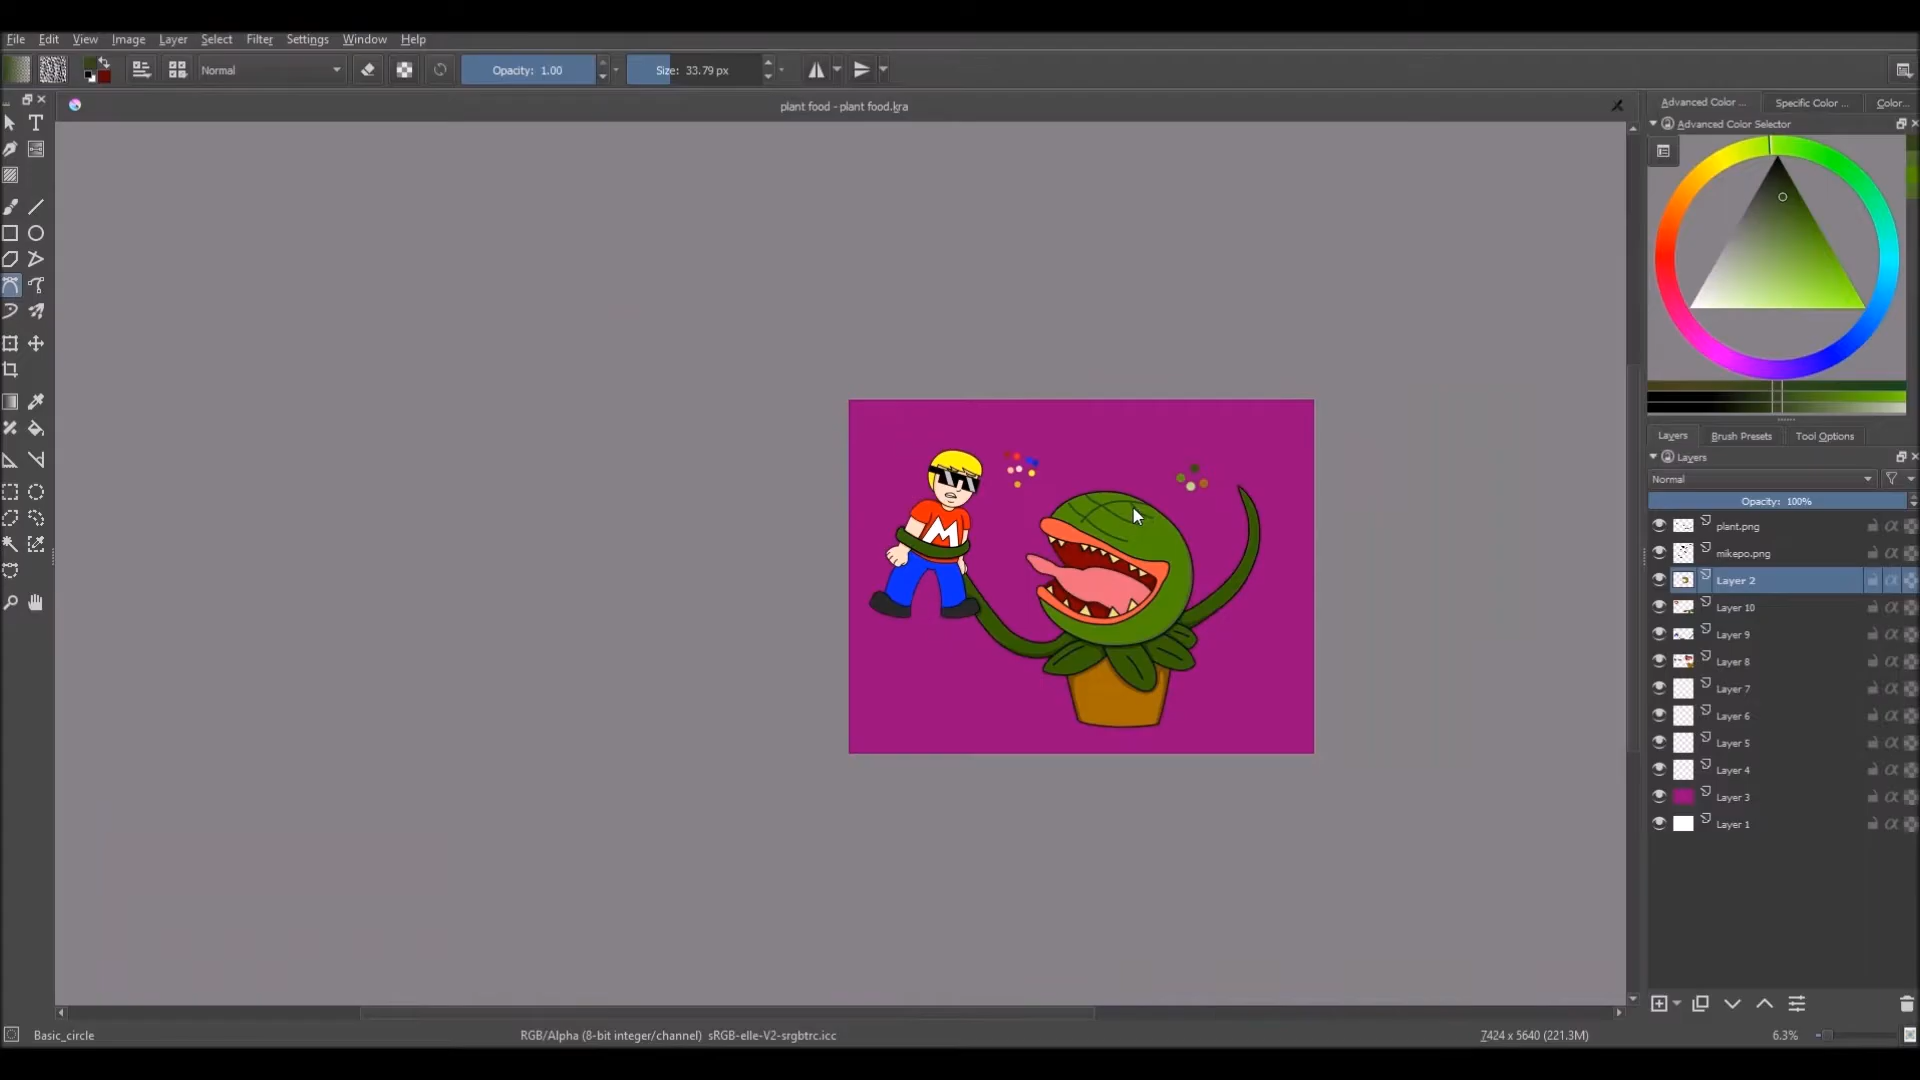 File Edit View Image Layer Select Filter Settings Window Help
Normal Opacity: 1.00 Size: 33.79 px
plant food - plant food.kra
Advanced Color ... Specific Color ... Color...
Advanced Color Selector
M
Layers Brush Presets Tool Options
Layers
Normal
Opacity: 100%
plant.png
mikepo.png
Layer 2
Layer 10
Layer 9
Layer 8
Layer 7
Layer 6
Layer 5
Layer 4
Layer 3
Layer 1
Basic_circle RGB/Alpha (8-bit integer/channel) sRGB-elle-V2-srgbtrc.icc 7424 x 5640 (221.3M) 6.3%